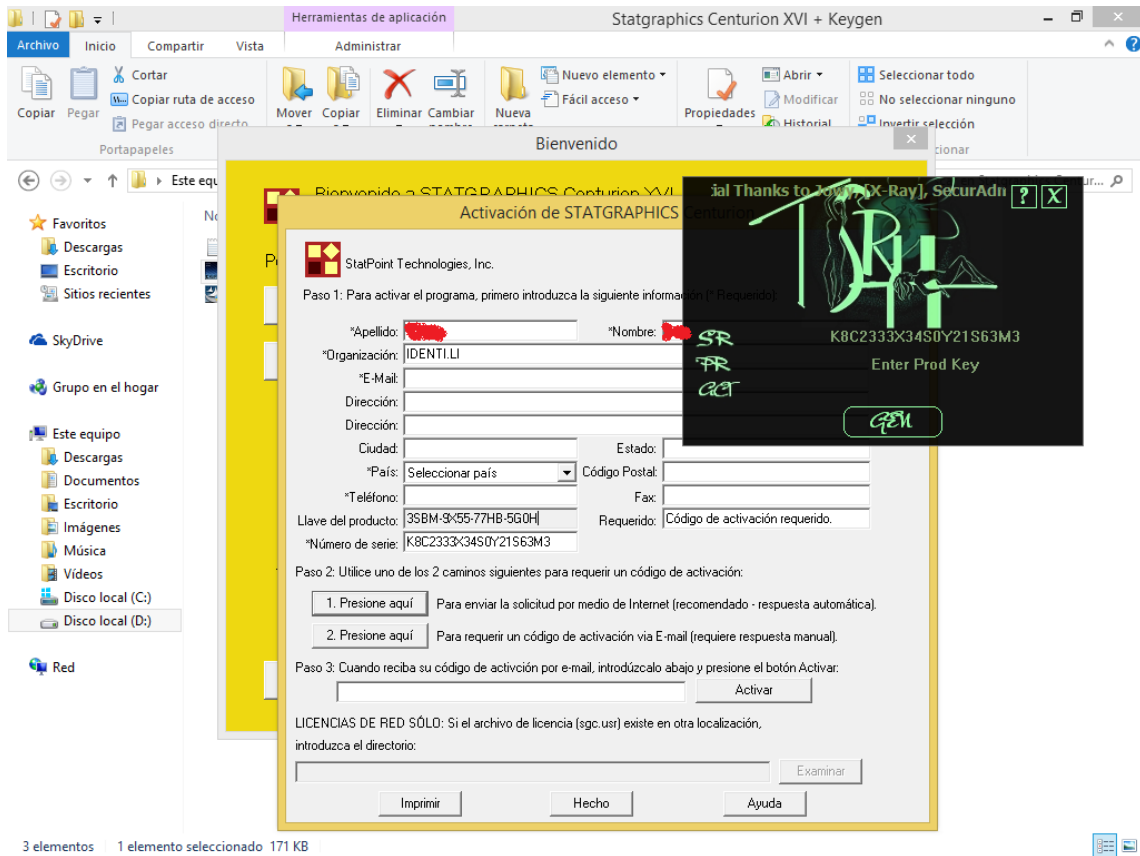 Herramientas de aplicación
Statgraphics Centurion XVI + Keygen
Archivo Inicio Compartir Vista Administrar
Copiar
Pegar
Cortar
Copiar ruta de acceso
Pegar acceso directo
Portapapeles
Mover
Copiar
Eliminar
Cambiar
Nueva
Nuevo elemento
Fácil acceso
Propiedades
Abrir
Modificar
Historial
Seleccionar todo
No seleccionar ninguno
Invertir selección
Este equ
Favoritos
Descargas
Escritorio
Sitios recientes
SkyDrive
Grupo en el hogar
Este equipo
Descargas
Documentos
Escritorio
Imágenes
Música
Vídeos
Disco local (C:)
Disco local (D:)
Red
Bienvenido
Bienvenido a STATGRAPHICS Centurion XVI
Activación de STATGRAPHICS Centurion
StatPoint Technologies, Inc.
Paso 1: Para activar el programa, primero introduzca la siguiente información (* Requerido)
*Apellido: *Nombre:
*Organización: IDENTI.LI
*E-Mail:
Dirección:
Dirección:
Ciudad: Estado:
*País: Seleccionar país Código Postal:
*Teléfono: Fax:
Llave del producto: 3SBM-9X55-77HB-5G0H Requerido: Código de activación requerido.
*Número de serie: K8C2333X34S0Y21S63M3
Paso 2: Utilice uno de los 2 caminos siguientes para requerir un código de activación:
1. Presione aquí Para enviar la solicitud por medio de Internet (recomendado - respuesta automática).
2. Presione aquí Para requerir un código de activación via E-mail (requiere respuesta manual).
Paso 3: Cuando reciba su código de activción por e-mail, introdúzcalo abajo y presione el botón Activar:
Activar
LICENCIAS DE RED SÓLO: Si el archivo de licencia (sgc.usr) existe en otra localización,
introduzca el directorio:
Examinar
Imprimir Hecho Ayuda
ial Thanks to Jowy, [X-Ray], SecurAdn
? X
TSRH
K8C2333X34S0Y21S63M3
SR
PR
Enter Prod Key
GEN
3 elementos 1 elemento seleccionado 171 KB